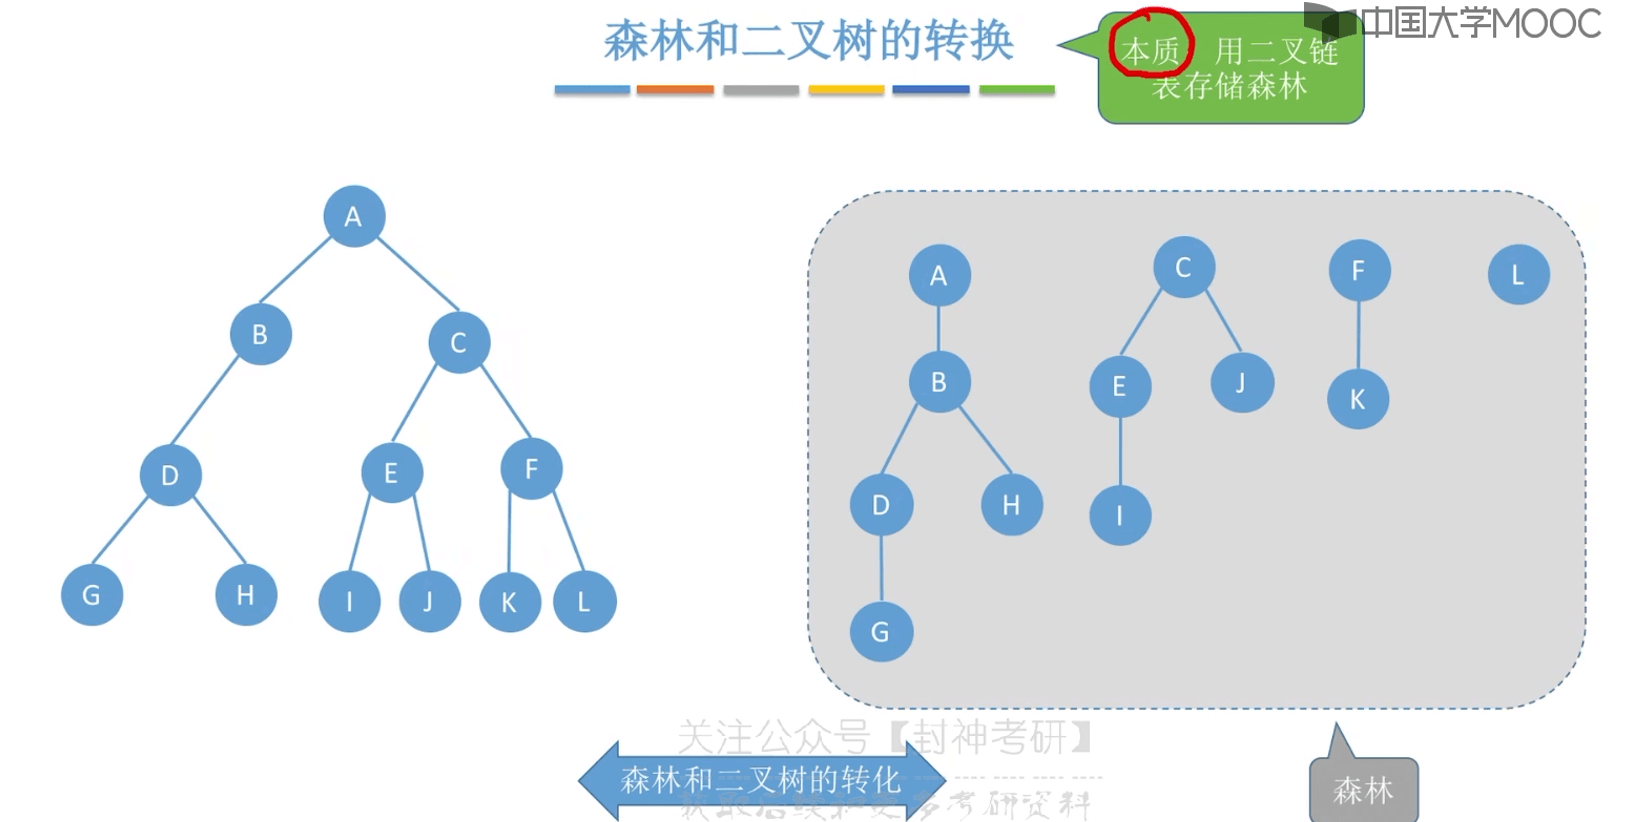 森林和二叉树的转换
本质 用二叉链
表存储森林
中国大学MOOC
A
B
C
D
E
F
G
H
I
J
K
L
A
C
F
L
B
E
J
K
D
H
I
G
关注公众号【封神考研】
森林和二叉树的转化
获取后续和更多考研资料
森林